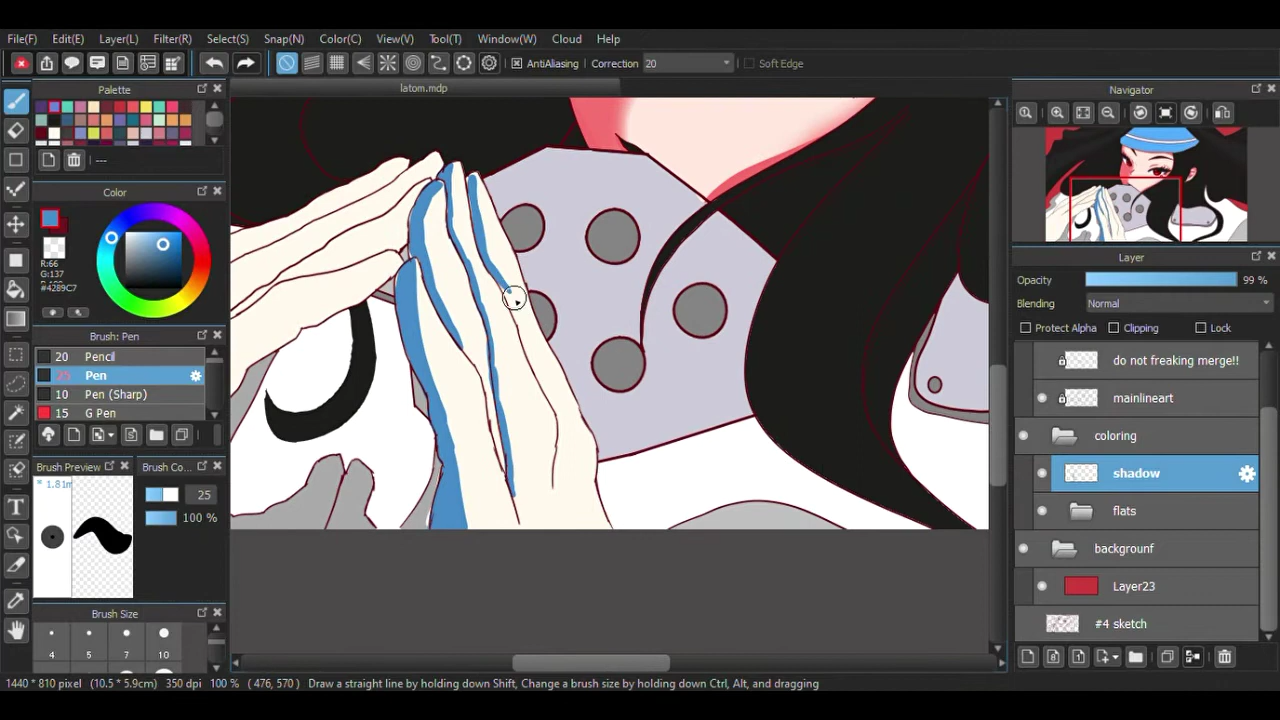 File(F) Edit(E) Layer(L) Filter(R) Select(S) Snap(N) Color(C) View(V) Tool(T) Window(W) Cloud Help
AntiAliasing Correction 20 Soft Edge
Palette
latom.mdp
Navigator
---
Color
R:66
G:137
#4289C7
Layer
Opacity 99 %
Blending Normal
Protect Alpha Clipping Lock
Brush: Pen
20 Pencil
25 Pen
10 Pen (Sharp)
15 G Pen
do not freaking merge!!
mainlineart
coloring
shadow
flats
backgrounf
Layer23
#4 sketch
Brush Preview
Brush Co...
* 1.81m
25
100 %
Brush Size
4 5 7 10
1440 * 810 pixel (10.5 * 5.9cm) 350 dpi 100 % ( 476, 570 ) Draw a straight line by holding down Shift, Change a brush size by holding down Ctrl, Alt, and dragging